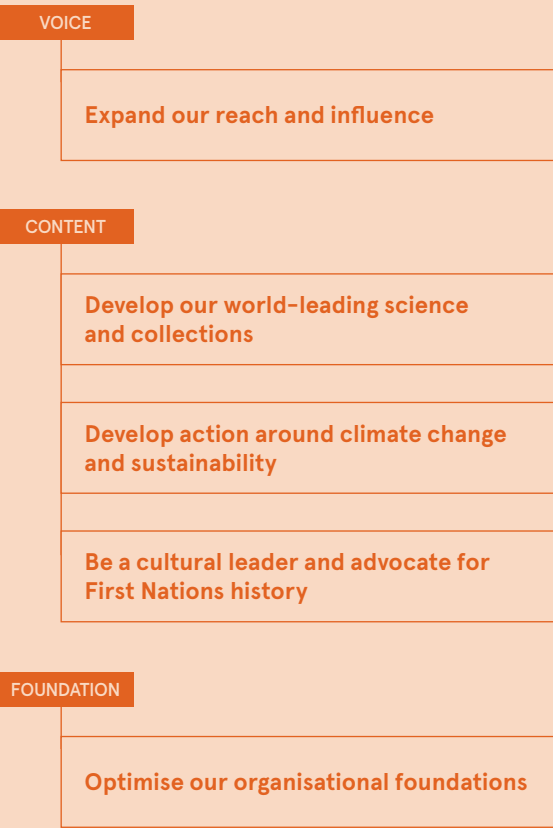 VOICE
Expand our reach and influence
CONTENT
Develop our world-leading science
and collections
Develop action around climate change
and sustainability
Be a cultural leader and advocate for
First Nations history
FOUNDATION
Optimise our organisational foundations